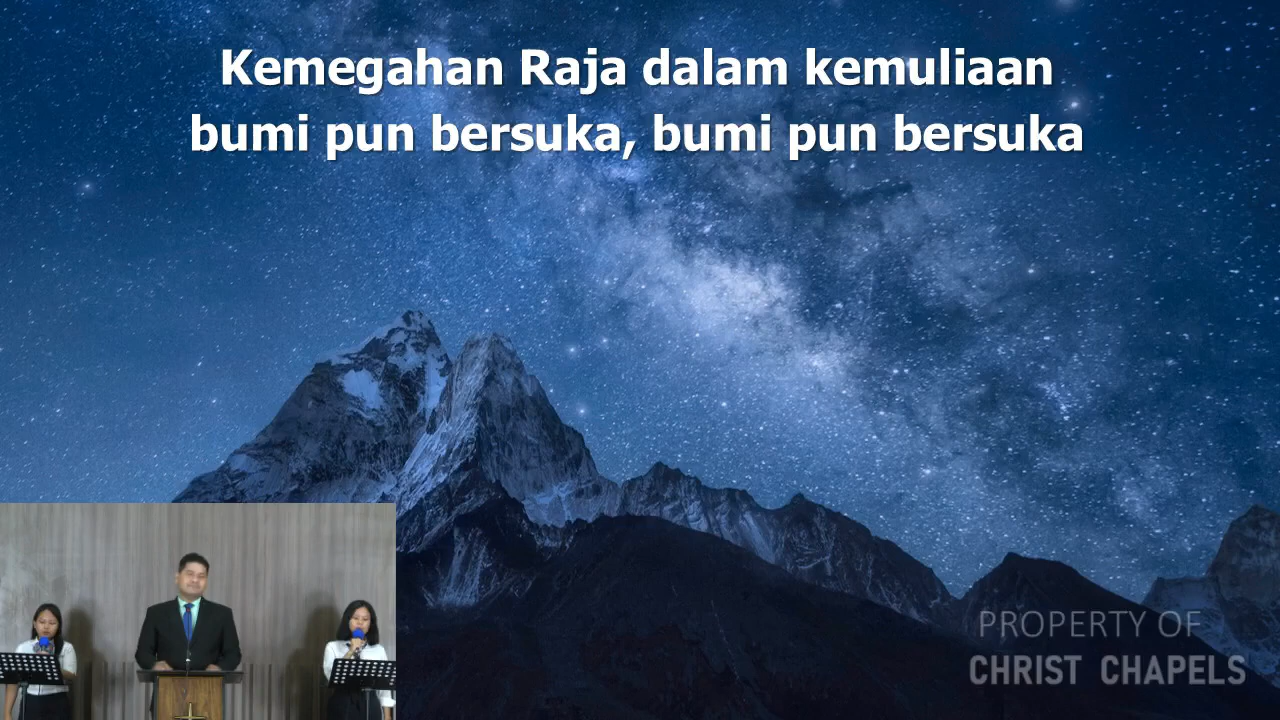 Kemegahan Raja dalam kemuliaan
bumi pun bersuka, bumi pun bersuka
PROPERTY OF
CHRIST CHAPELS